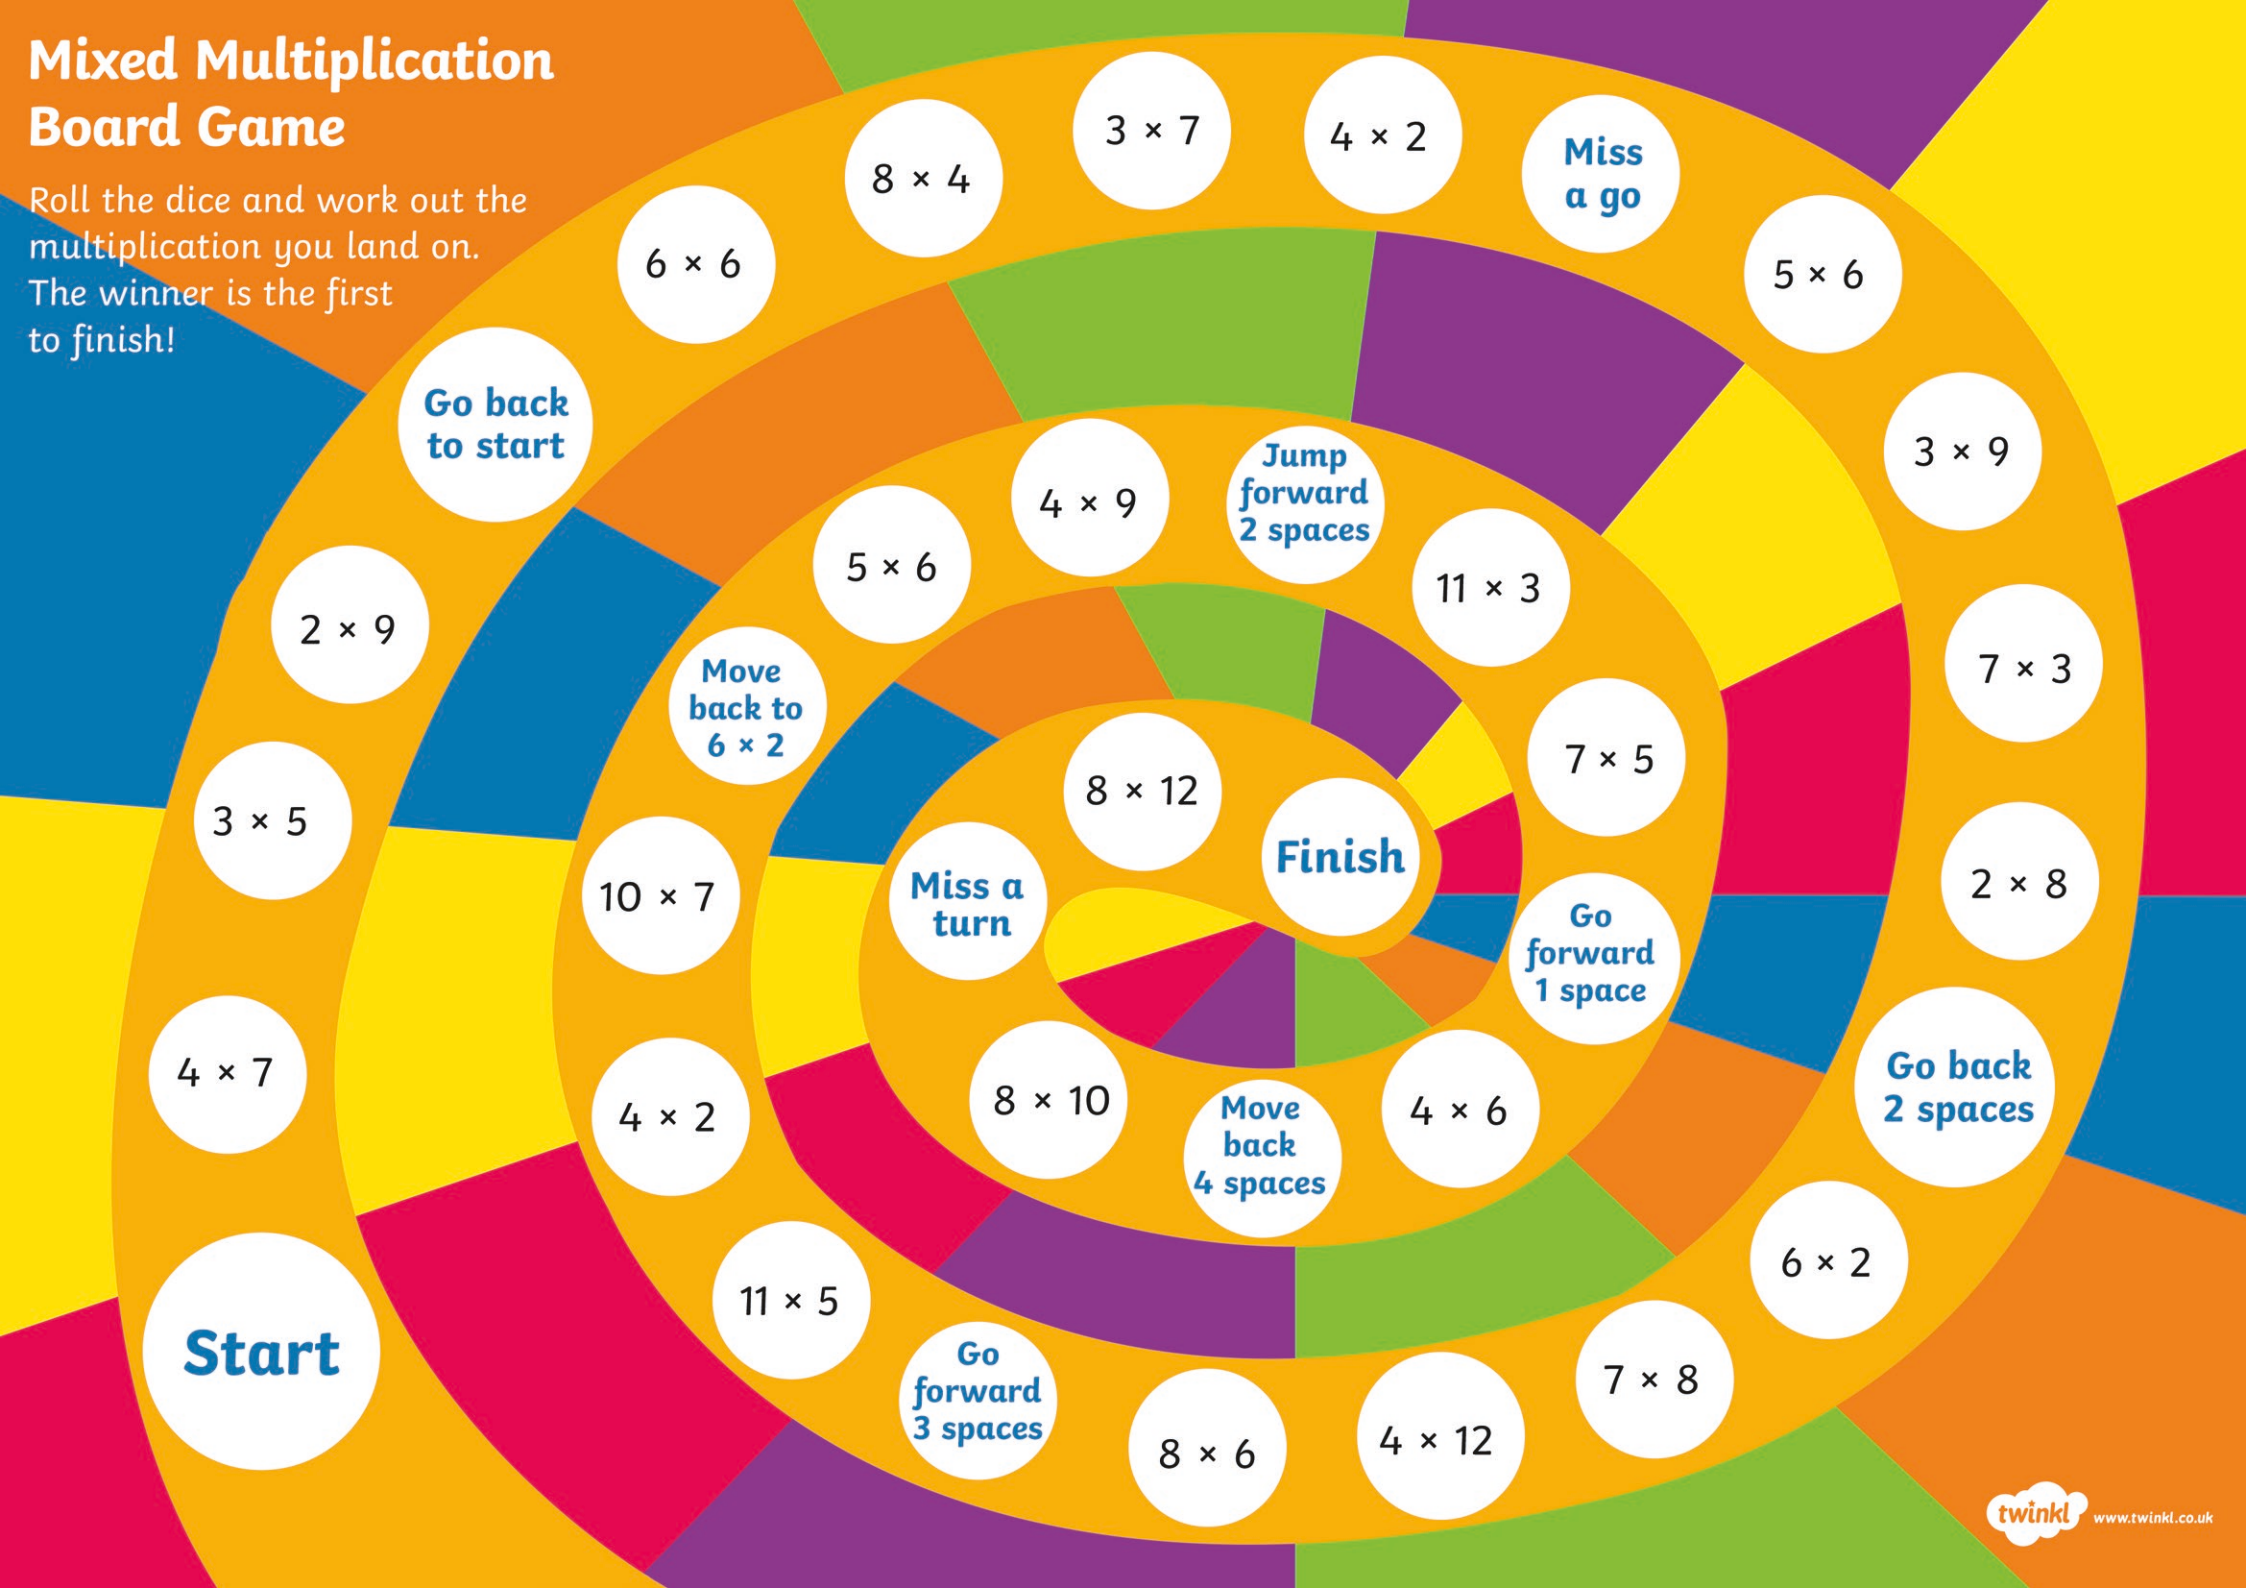 Mixed Multiplication
Board Game
Roll the dice and work out the
multiplication you land on.
The winner is the first
to finish!
Start
4 × 7
3 × 5
2 × 9
Go back
to start
6 × 6
8 × 4
3 × 7
4 × 2
Miss
a go
5 × 6
3 × 9
7 × 3
2 × 8
Go back
2 spaces
6 × 2
7 × 8
4 × 12
8 × 6
Go
forward
3 spaces
11 × 5
4 × 2
10 × 7
Move
back to
6 × 2
5 × 6
4 × 9
Jump
forward
2 spaces
11 × 3
7 × 5
Go
forward
1 space
4 × 6
Move
back
4 spaces
8 × 10
Miss a
turn
8 × 12
Finish
twinkl www.twinkl.co.uk